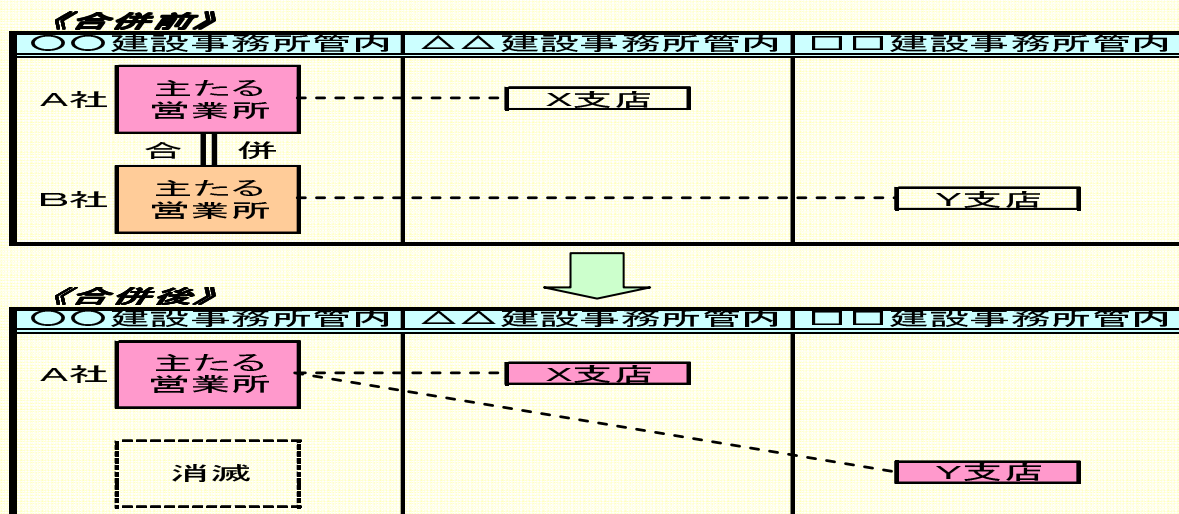 《合併前》
○○建設事務所管内 △△建設事務所管内 □□建設事務所管内
A社
主たる
営業所
X支店
合 併
B社
主たる
営業所
Y支店
《合併後》
○○建設事務所管内 △△建設事務所管内 □□建設事務所管内
A社
主たる
営業所
X支店
消滅
Y支店